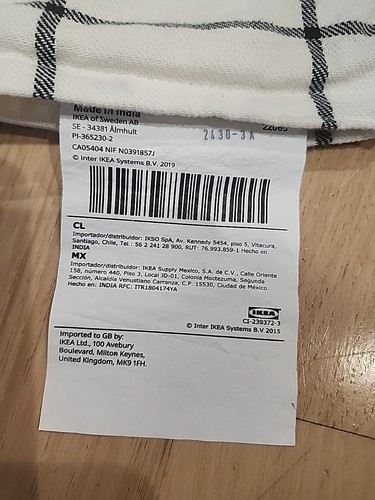 Made in India
IKEA of Sweden AB 22065
SE - 34381 Älmhult
PI-365230-2 2430-3A
CA05404 NIF N0391857J
© Inter IKEA Systems B.V. 2019
CL
Importador/distribuidor: IKSO SpA, Av. Kennedy 5454, piso 5, Vitacura,
Santiago, Chile, Tel.: 56 2 241 28 900, RUT: 76.993.859-1 Hecho en:
INDIA
MX
Importador/distribuidor: IKEA Supply Mexico, S.A. de C.V., Calle Oriente
158, número 440, Piso 3, Local JD-01, Colonia Moctezuma, Segunda
Sección, Alcaldía Venustiano Carranza, C.P. 15530, Ciudad de México.
Hecho en: INDIA RFC: ITR1804174YA
IKEA
CI-239372-3
© Inter IKEA Systems B.V 2015
Imported to GB by:
IKEA Ltd., 100 Avebury
Boulevard, Milton Keynes,
United Kingdom, MK9 1FH.